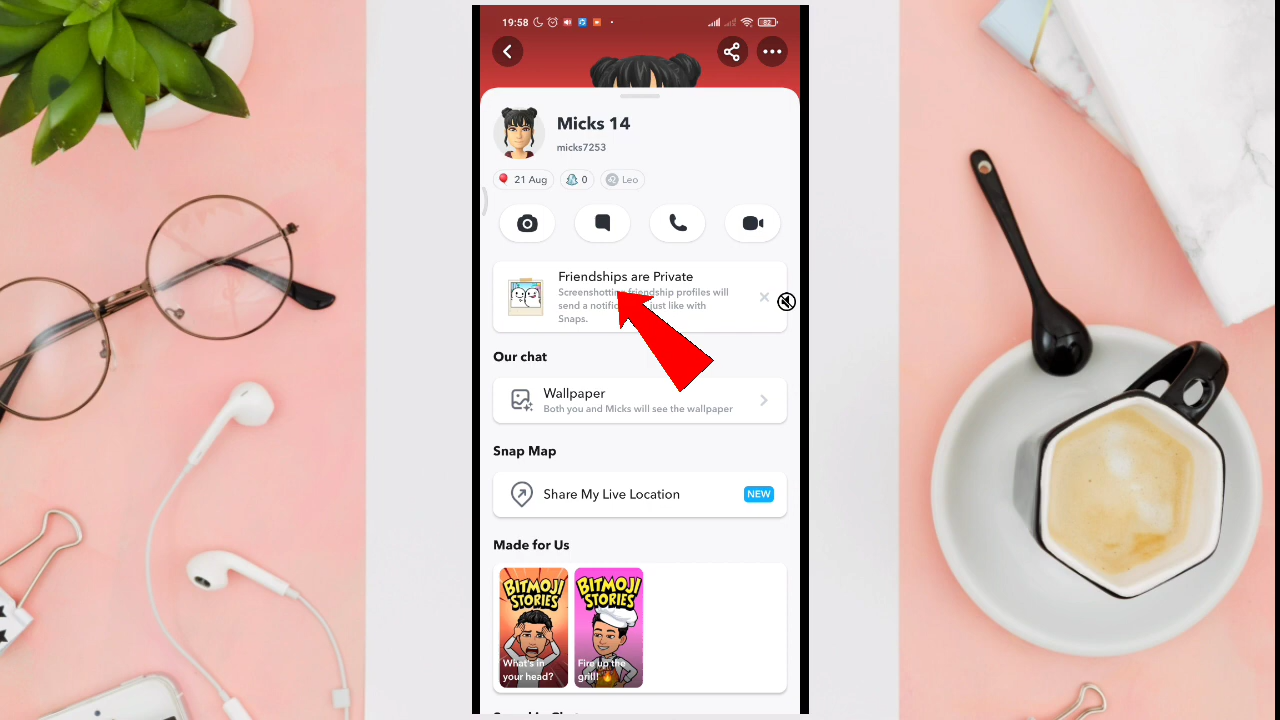 19:58
82
Micks 14
micks7253
21 Aug
0
Leo
Friendships are Private
Screenshotting friendship profiles will
send a just like with
Snaps.
Our chat
Wallpaper
Both you and Micks will see the wallpaper
Snap Map
Share My Live Location
NEW
Made for Us
BITMOJI
STORIES
What's in
your head?
BITMOJI
STORIES
Fire up the
grill! 🔥